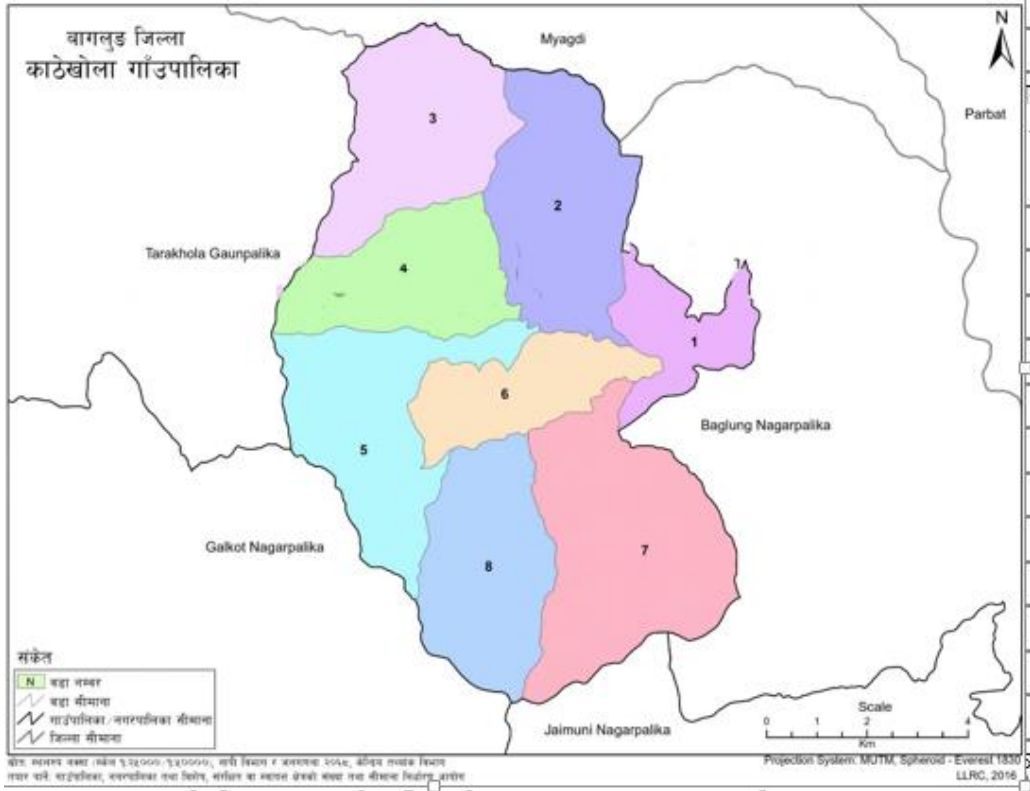 बागलुङ जिल्ला
काठेखोला गाँउपालिका
N
Myagdi
Parbat
3
2
Tarakhola Gaunpalika
4
1
6
Baglung Nagarpalika
5
Galkot Nagarpalika
7
8
संकेत
N वडा नम्बर
वडा सीमाना
गाउँपालिका/नगरपालिका सीमाना
जिल्ला सीमाना
Jaimuni Nagarpalika
Scale
0 1 2 4
Km
Projection System: MUTM, Spheroid - Everest 1830
LLRC, 2016